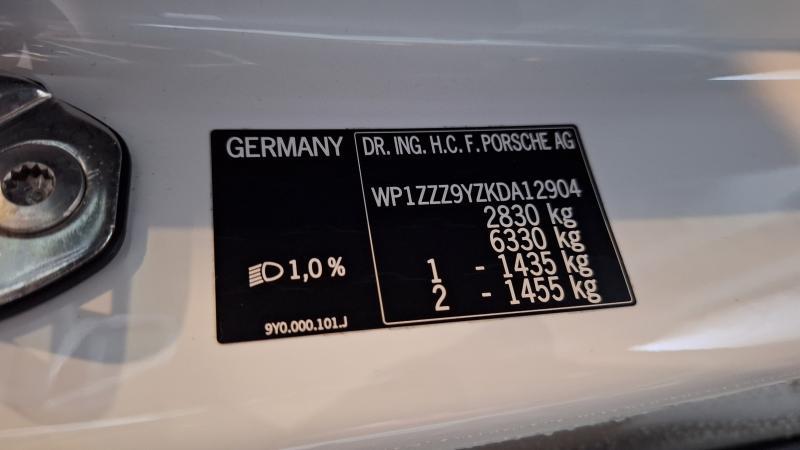 GERMANY
DR. ING. H.C. F. PORSCHE AG
WP1ZZZ9YZKDA12904
2830 kg
6330 kg
1 - 1435 kg
2 - 1455 kg
1,0 %
9Y0.000.101.J